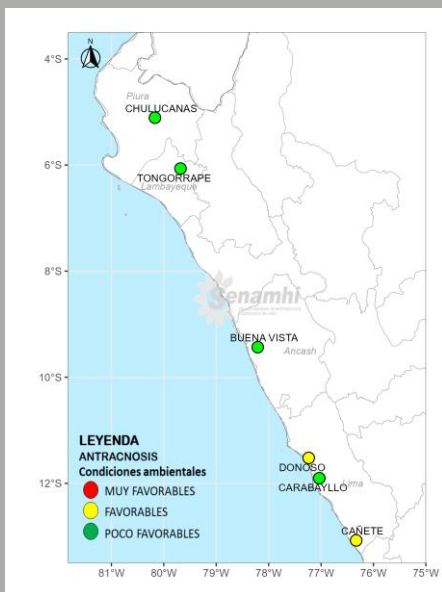 N
4°S
Piura
CHULUCANAS
6°S
TONGORRAPE
Lambayeque
8°S
Senamhi
BUENA VISTA
Ancash
10°S
LEYENDA
ANTRACNOSIS
Condiciones ambientales
MUY FAVORABLES
FAVORABLES
POCO FAVORABLES
DONOSO
12°S
CARABAYLLO
Lima
CAÑETE
81°W 80°W 79°W 78°W 77°W 76°W 75°W